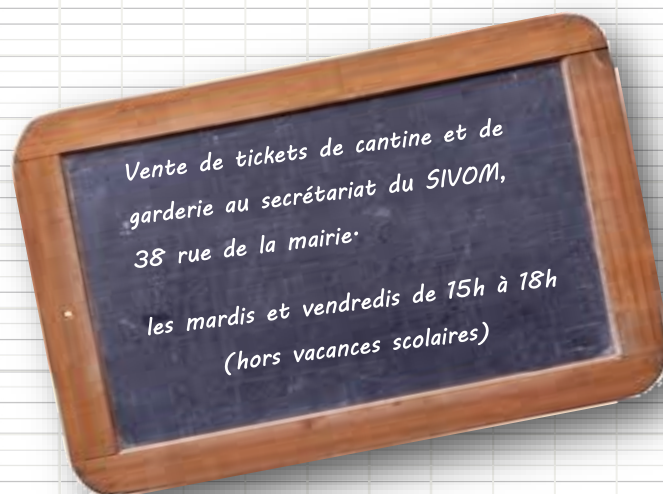 Vente de tickets de cantine et de
garderie au secrétariat du SIVOM,
38 rue de la mairie.
les mardis et vendredis de 15h à 18h
(hors vacances scolaires)